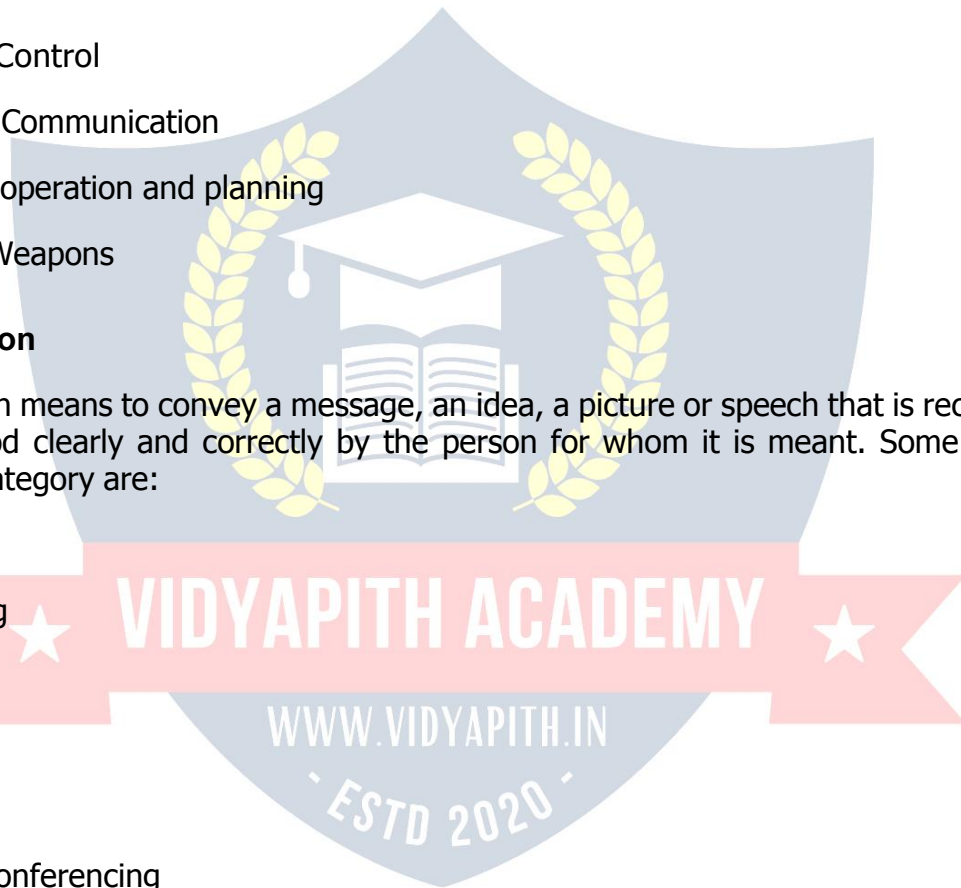 Control
Communication
operation and planning
Weapons
on
n means to convey a message, an idea, a picture or speech that is rec
od clearly and correctly by the person for whom it is meant. Some
ategory are:
g
VIDYAPITH ACADEMY
WWW.VIDYAPITH.IN
- ESTD 2020 -
onferencing